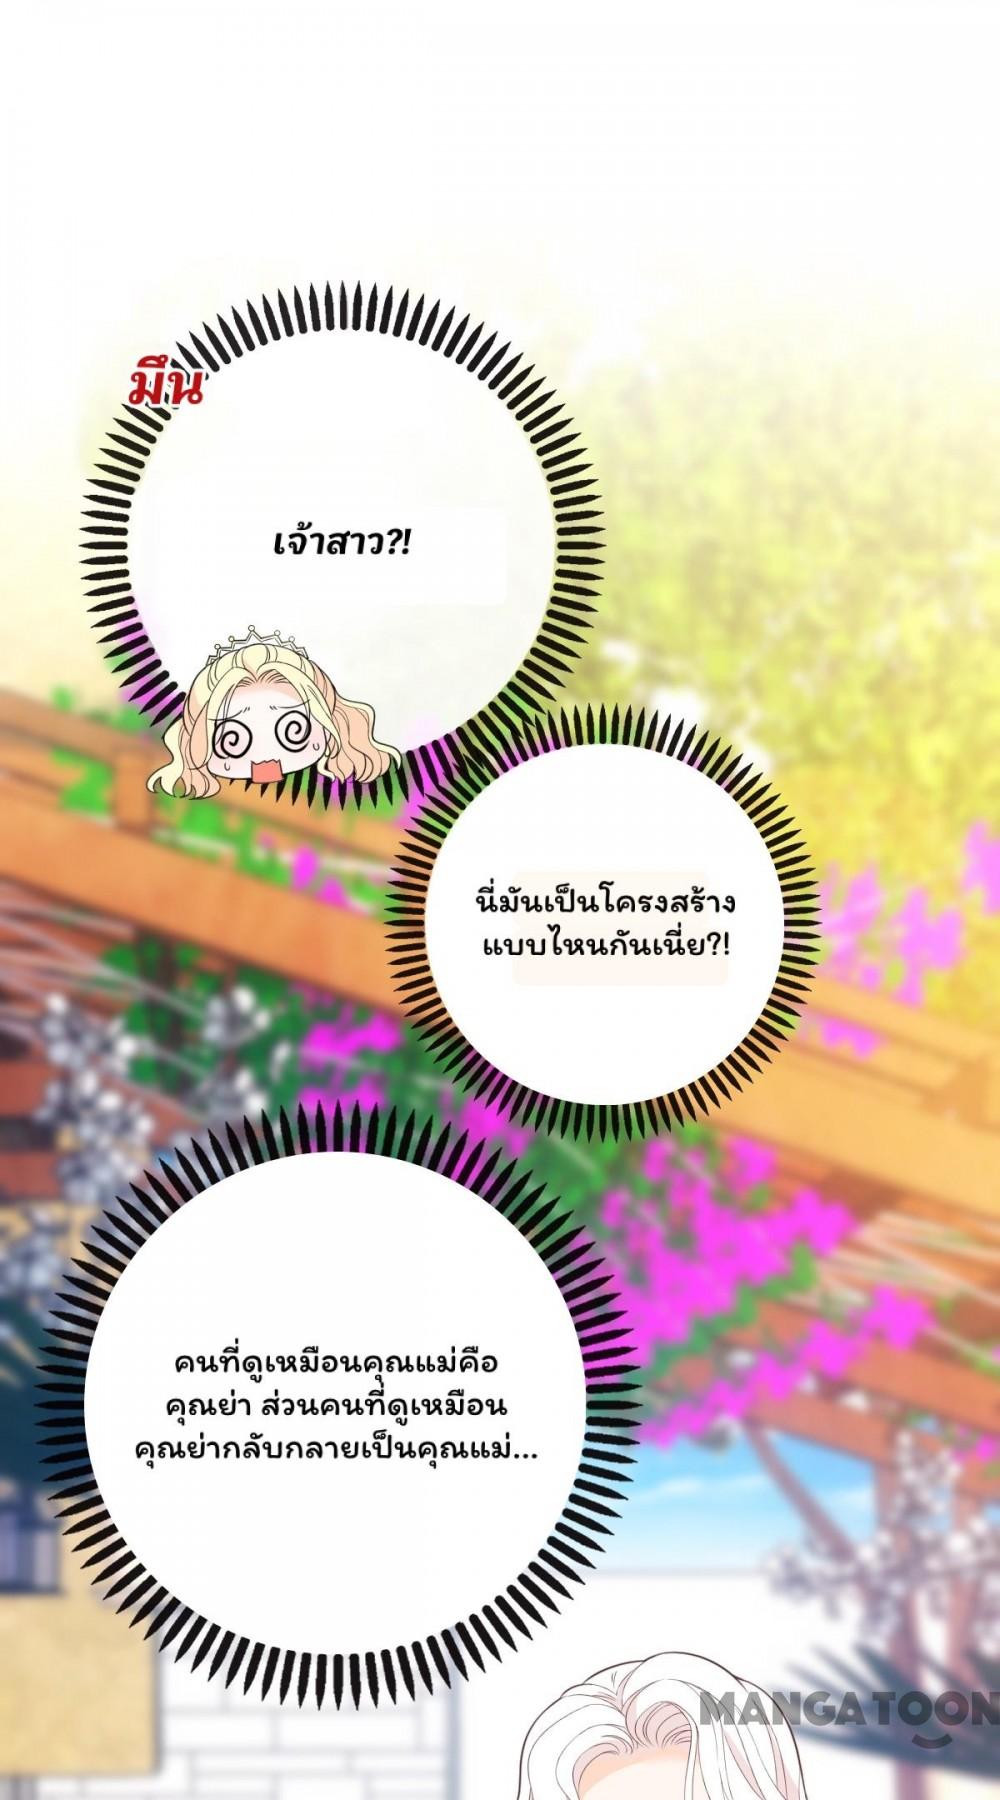 มึน
เจ้าสาว?!
นี่มันเป็นโครงสร้าง
แบบไหนกันเนี่ย?!
คนที่ดูเหมือนคุณแม่คือ
คุณย่า ส่วนคนที่ดูเหมือน
คุณย่ากลับกลายเป็นคุณแม่...
MANGATOON